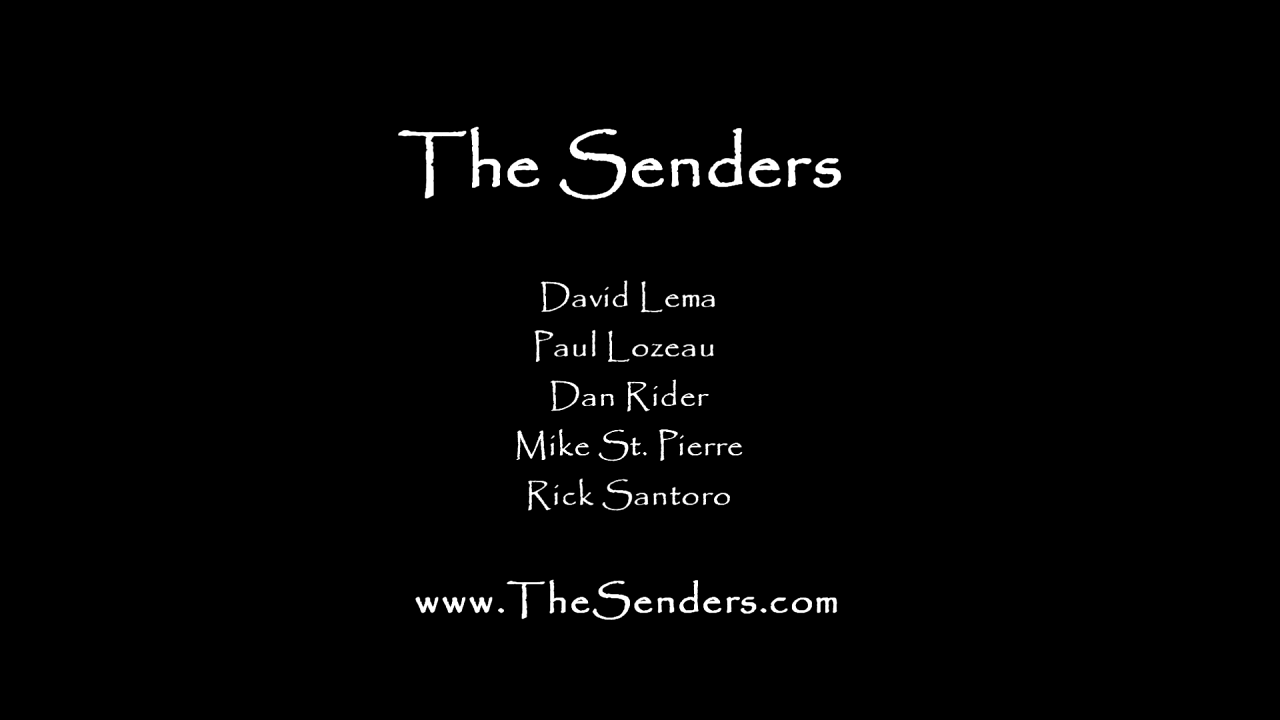 The Senders
David Lema
Paul Lozeau
Dan Rider
Mike St. Pierre
Rick Santoro
www.TheSenders.com